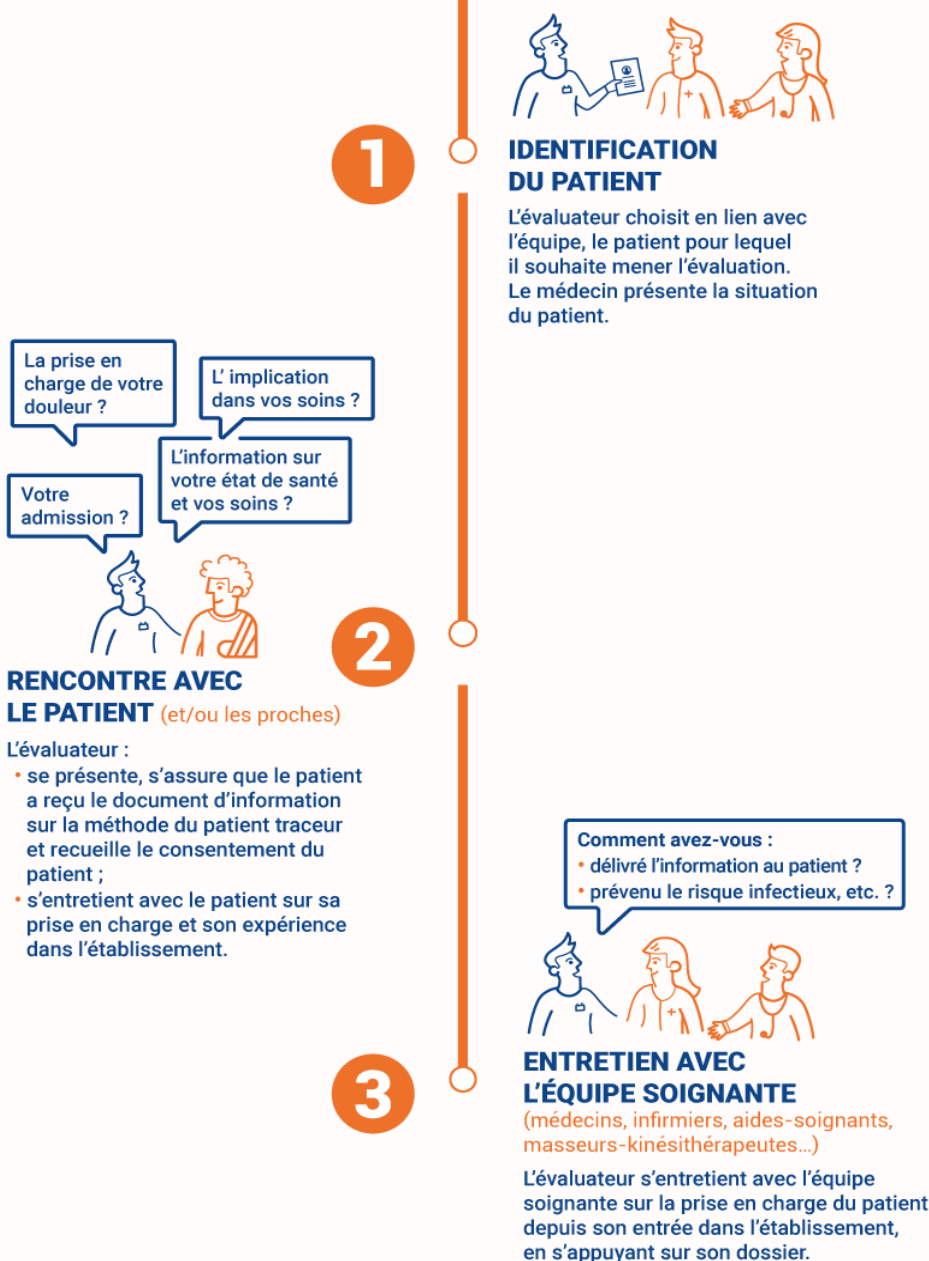 1
IDENTIFICATION
DU PATIENT
L'évaluateur choisit en lien avec
l'équipe, le patient pour lequel
il souhaite mener l'évaluation.
Le médecin présente la situation
du patient.
La prise en
charge de votre
douleur ?
L' implication
dans vos soins ?
L'information sur
votre état de santé
et vos soins ?
Votre
admission ?
2
RENCONTRE AVEC
LE PATIENT (et/ou les proches)
L'évaluateur :
• se présente, s'assure que le patient
a reçu le document d'information
sur la méthode du patient traceur
et recueille le consentement du
patient ;
• s'entretient avec le patient sur sa
prise en charge et son expérience
dans l'établissement.
Comment avez-vous :
• délivré l'information au patient ?
• prévenu le risque infectieux, etc. ?
3
ENTRETIEN AVEC
L'ÉQUIPE SOIGNANTE
(médecins, infirmiers, aides-soignants,
masseurs-kinésithérapeutes…)
L'évaluateur s'entretient avec l'équipe
soignante sur la prise en charge du patient
depuis son entrée dans l'établissement,
en s'appuyant sur son dossier.